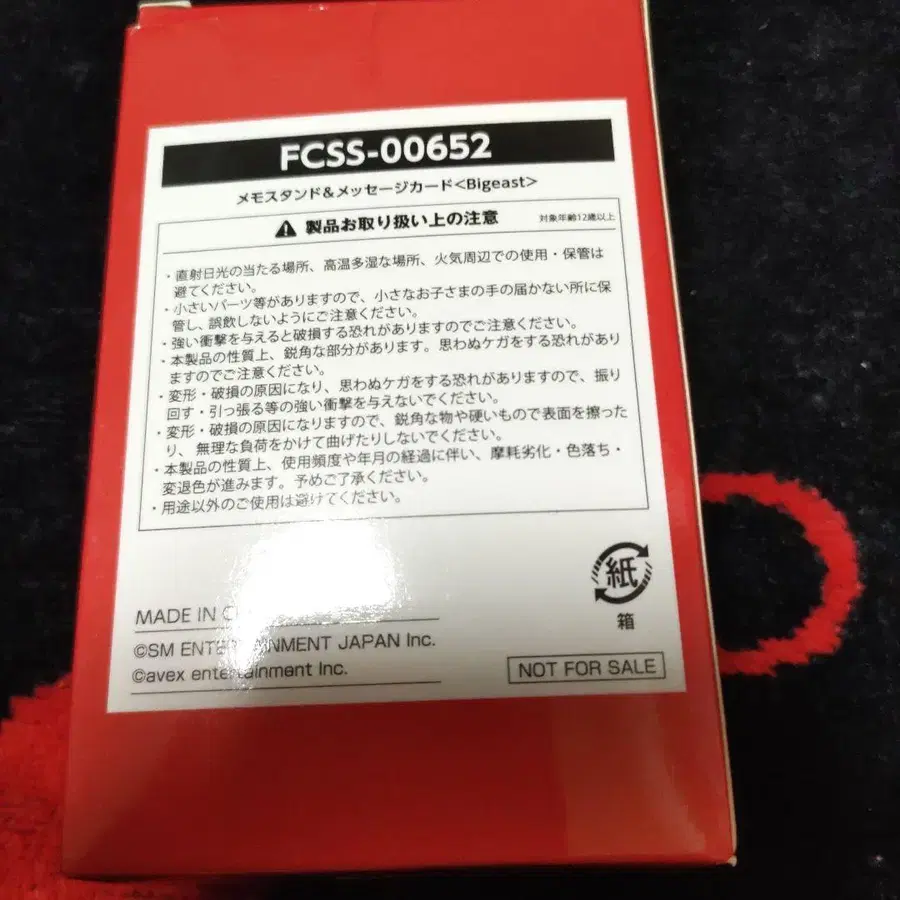 FCSS-00652
メモスタンド&メッセージカード<Bigeast>
製品お取り扱い上の注意 対象年齢12歳以上
・直射日光の当たる場所、高温多湿な場所、火気周辺での使用・保管は
避てください。
・小さいパーツ等がありますので、小さなお子さまの手の届かない所に保
管し、誤飲しないようにご注意ください。
・強い衝撃を与えると破損する恐れがありますのでご注意ください。
・本製品の性質上、鋭角な部分があります。思わぬケガをする恐れがあり
ますのでご注意ください。
・変形・破損の原因になり、思わぬケガをする恐れがありますので、振り
回す・引っ張る等の強い衝撃を与えないでください。
・変形・破損の原因になりますので、鋭角な物や硬いもので表面を擦った
り、無理な負荷をかけて曲げたりしないでください。
・本製品の性質上、使用頻度や年月の経過に伴い、摩耗劣化・色落ち・
変退色が進みます。予めご了承ください。
・用途以外のご使用は避けてください。
紙
箱
MADE IN
©SM ENTERTAINMENT JAPAN Inc.
©avex entertainment Inc.
NOT FOR SALE